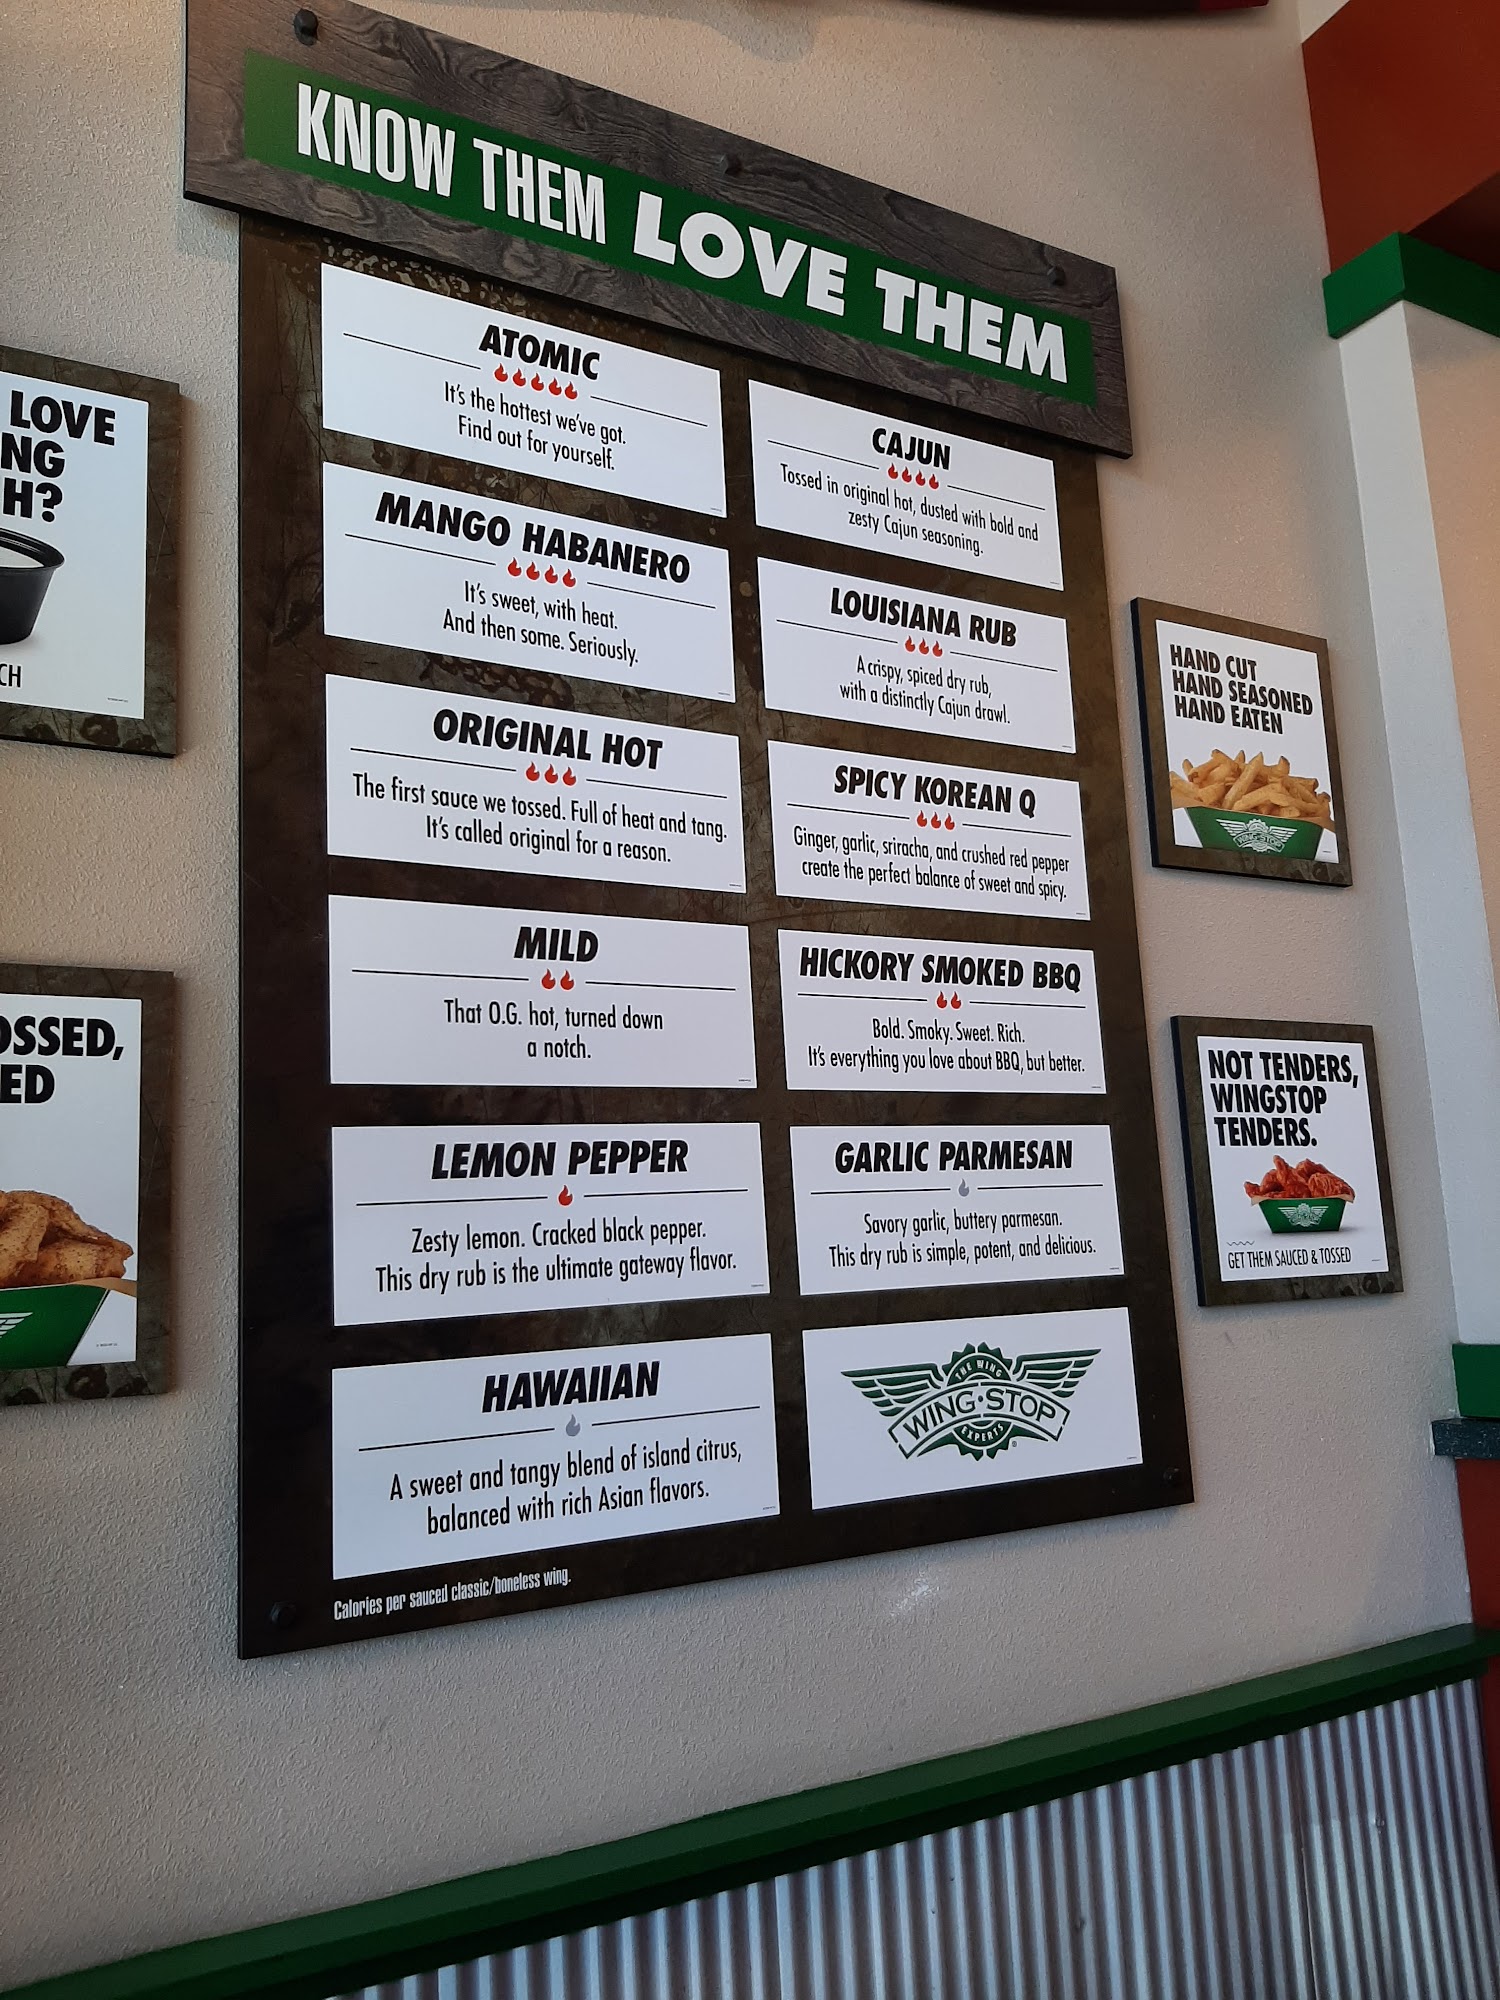 KNOW THEM LOVE THEM
ATOMIC
It's the hottest we've got.
Find out for yourself.
MANGO HABANERO
It's sweet, with heat.
And then some. Seriously.
ORIGINAL HOT
The first sauce we tossed. Full of heat and tang.
It's called original for a reason.
MILD
That O.G. hot, turned down
a notch.
LEMON PEPPER
Zesty lemon. Cracked black pepper.
This dry rub is the ultimate gateway flavor.
HAWAIIAN
A sweet and tangy blend of island citrus,
balanced with rich Asian flavors.
CAJUN
Tossed in original hot, dusted with bold and
zesty Cajun seasoning.
LOUISIANA RUB
A crispy, spiced dry rub,
with a distinctly Cajun drawl.
SPICY KOREAN Q
Ginger, garlic, sriracha, and crushed red pepper
create the perfect balance of sweet and spicy.
HICKORY SMOKED BBQ
Bold. Smoky. Sweet. Rich.
It's everything you love about BBQ, but better.
GARLIC PARMESAN
Savory garlic, buttery parmesan.
This dry rub is simple, potent, and delicious.
THE WING
WING·STOP
EXPERTS
®
Calories per sauced classic/boneless wing.
LOVE
NG
H?
CH
OSSED,
ED
HAND CUT
HAND SEASONED
HAND EATEN
WING·STOP
NOT TENDERS,
WINGSTOP
TENDERS.
GET THEM SAUCED & TOSSED